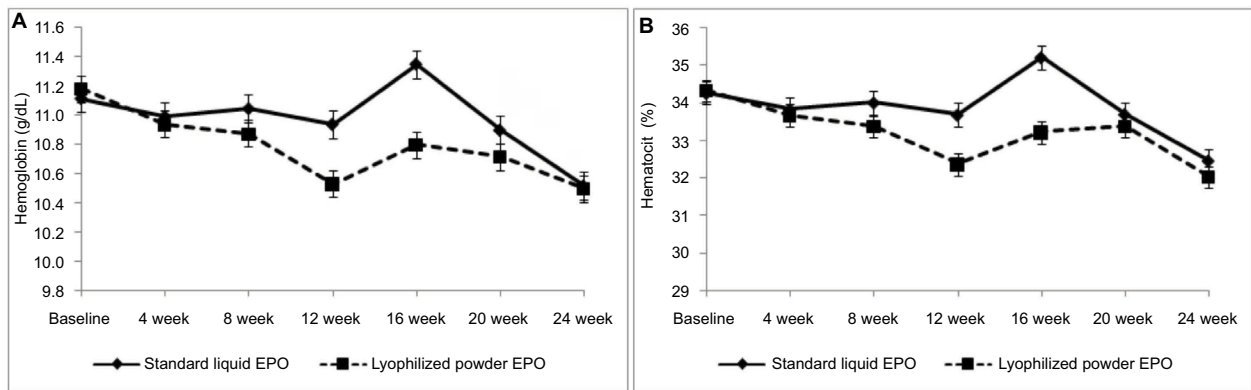 A
Hemoglobin (g/dL)
11.6
11.4
11.2
11.0
10.8
10.6
10.4
10.2
10.0
9.8
Baseline 4 week 8 week 12 week 16 week 20 week 24 week
Standard liquid EPO Lyophilized powder EPO
B
Hematocit (%)
36
35
34
33
32
31
30
29
Baseline 4 week 8 week 12 week 16 week 20 week 24 week
Standard liquid EPO Lyophilized powder EPO